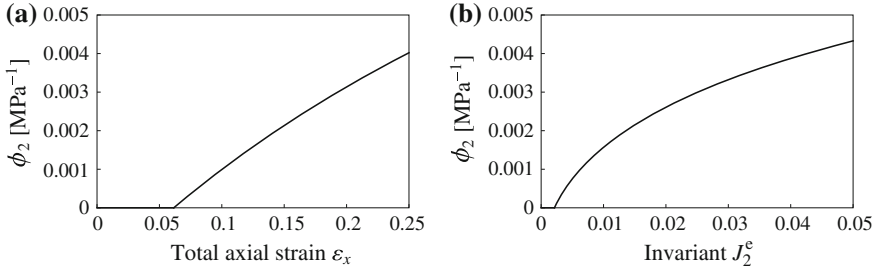 (a)
0.005
0.004
0.003
0.002
0.001
0
ϕ₂ [MPa⁻¹]
0 0.05 0.1 0.15 0.2 0.25
Total axial strain εₓ
(b)
0.005
0.004
0.003
0.002
0.001
0
ϕ₂ [MPa⁻¹]
0 0.01 0.02 0.03 0.04 0.05
Invariant J₂ᵉ